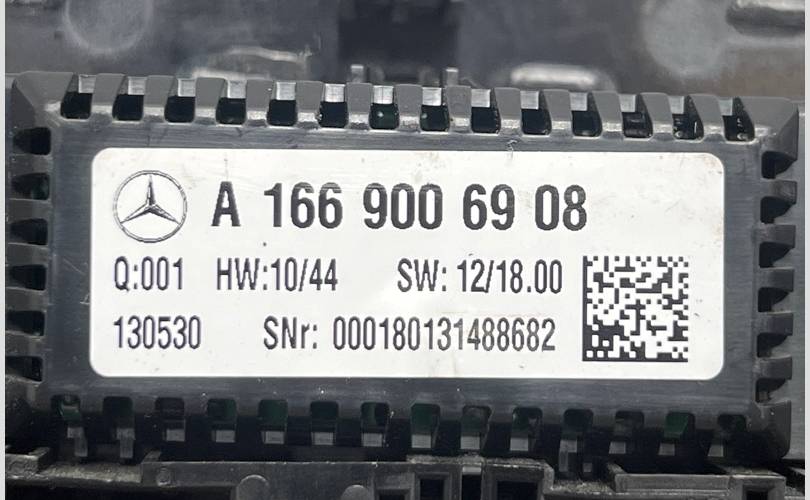 A 166 900 69 08
Q:001 HW:10/44 SW: 12/18.00
130530 SNr: 000180131488682